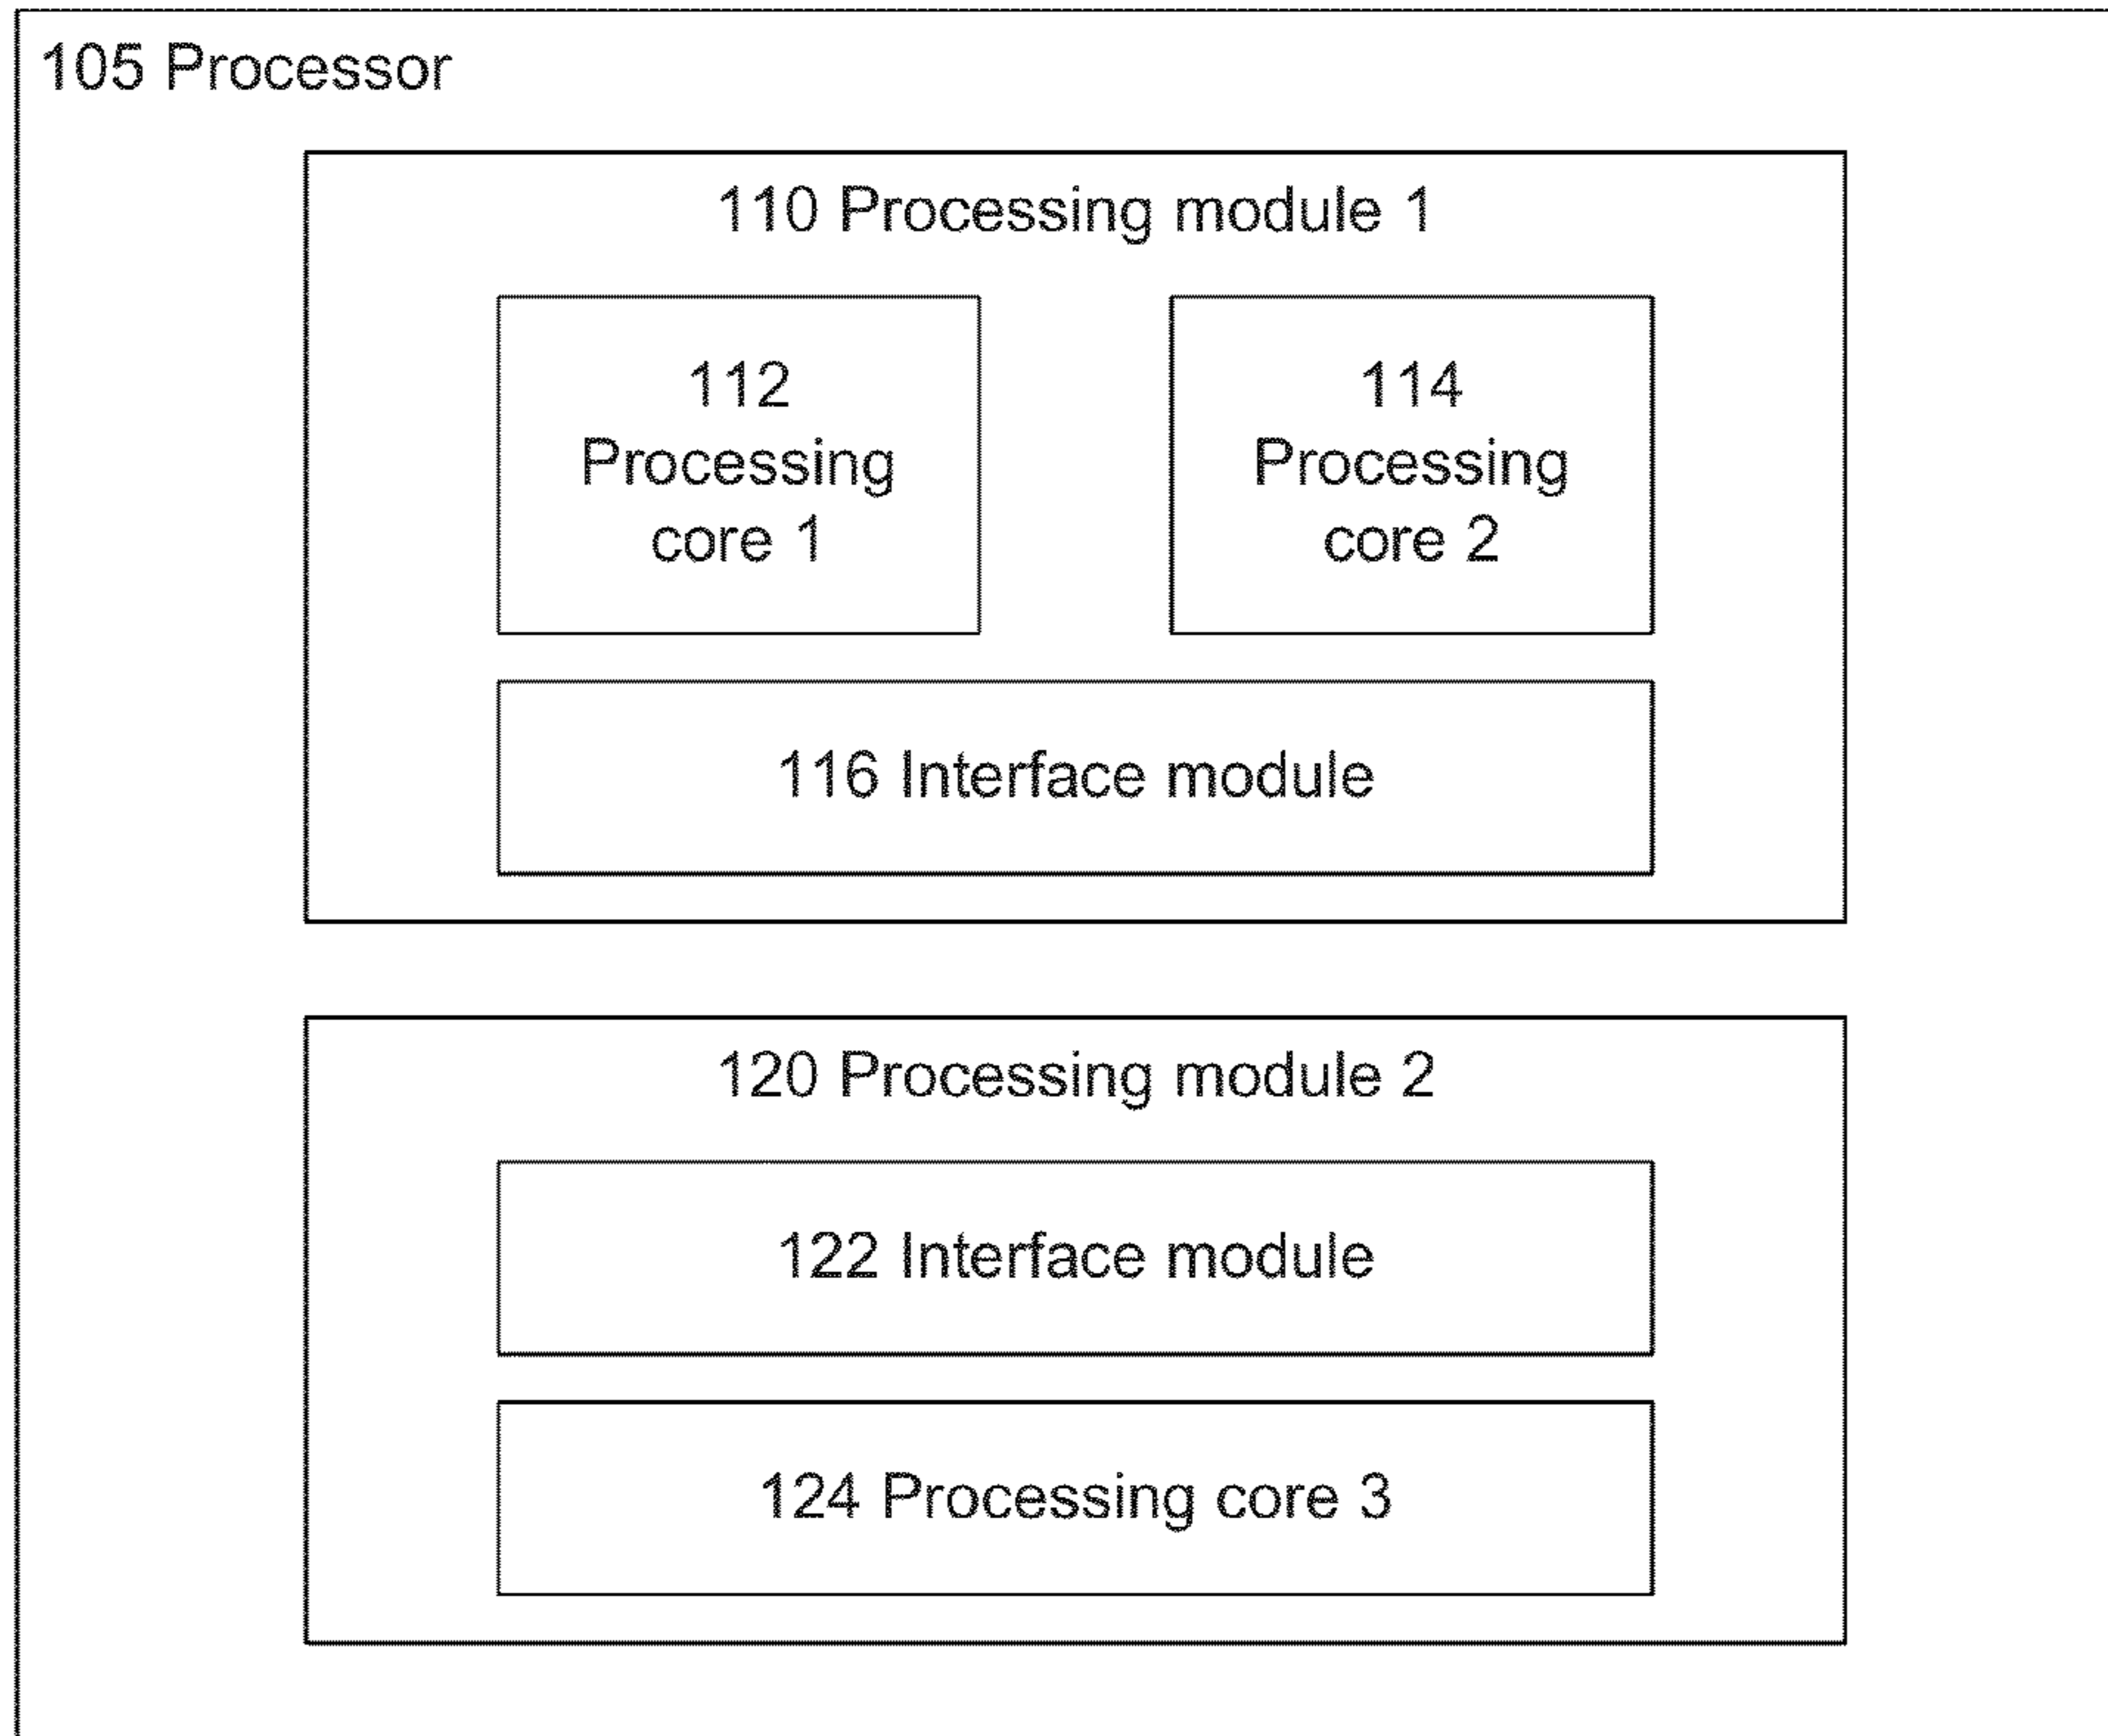 105 Processor
110 Processing module 1
112
Processing
core 1
114
Processing
core 2
116 Interface module
120 Processing module 2
122 Interface module
124 Processing core 3